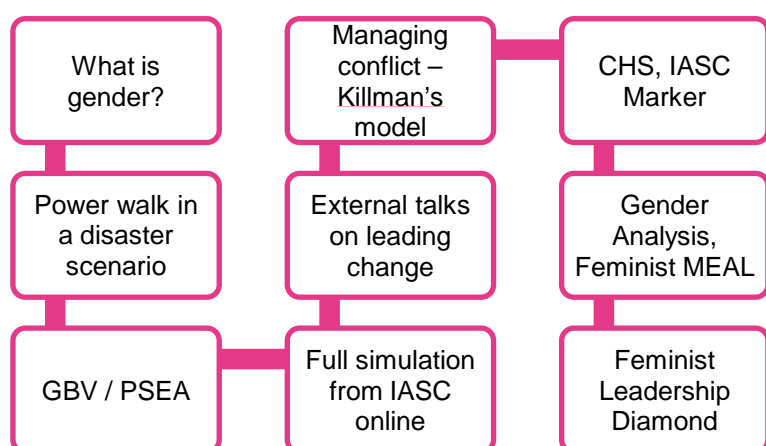 What is
gender?
Power walk in
a disaster
scenario
GBV / PSEA
Full simulation
from IASC
online
External talks
on leading
change
Managing
conflict –
Killman's
model
CHS, IASC
Marker
Gender
Analysis,
Feminist MEAL
Feminist
Leadership
Diamond